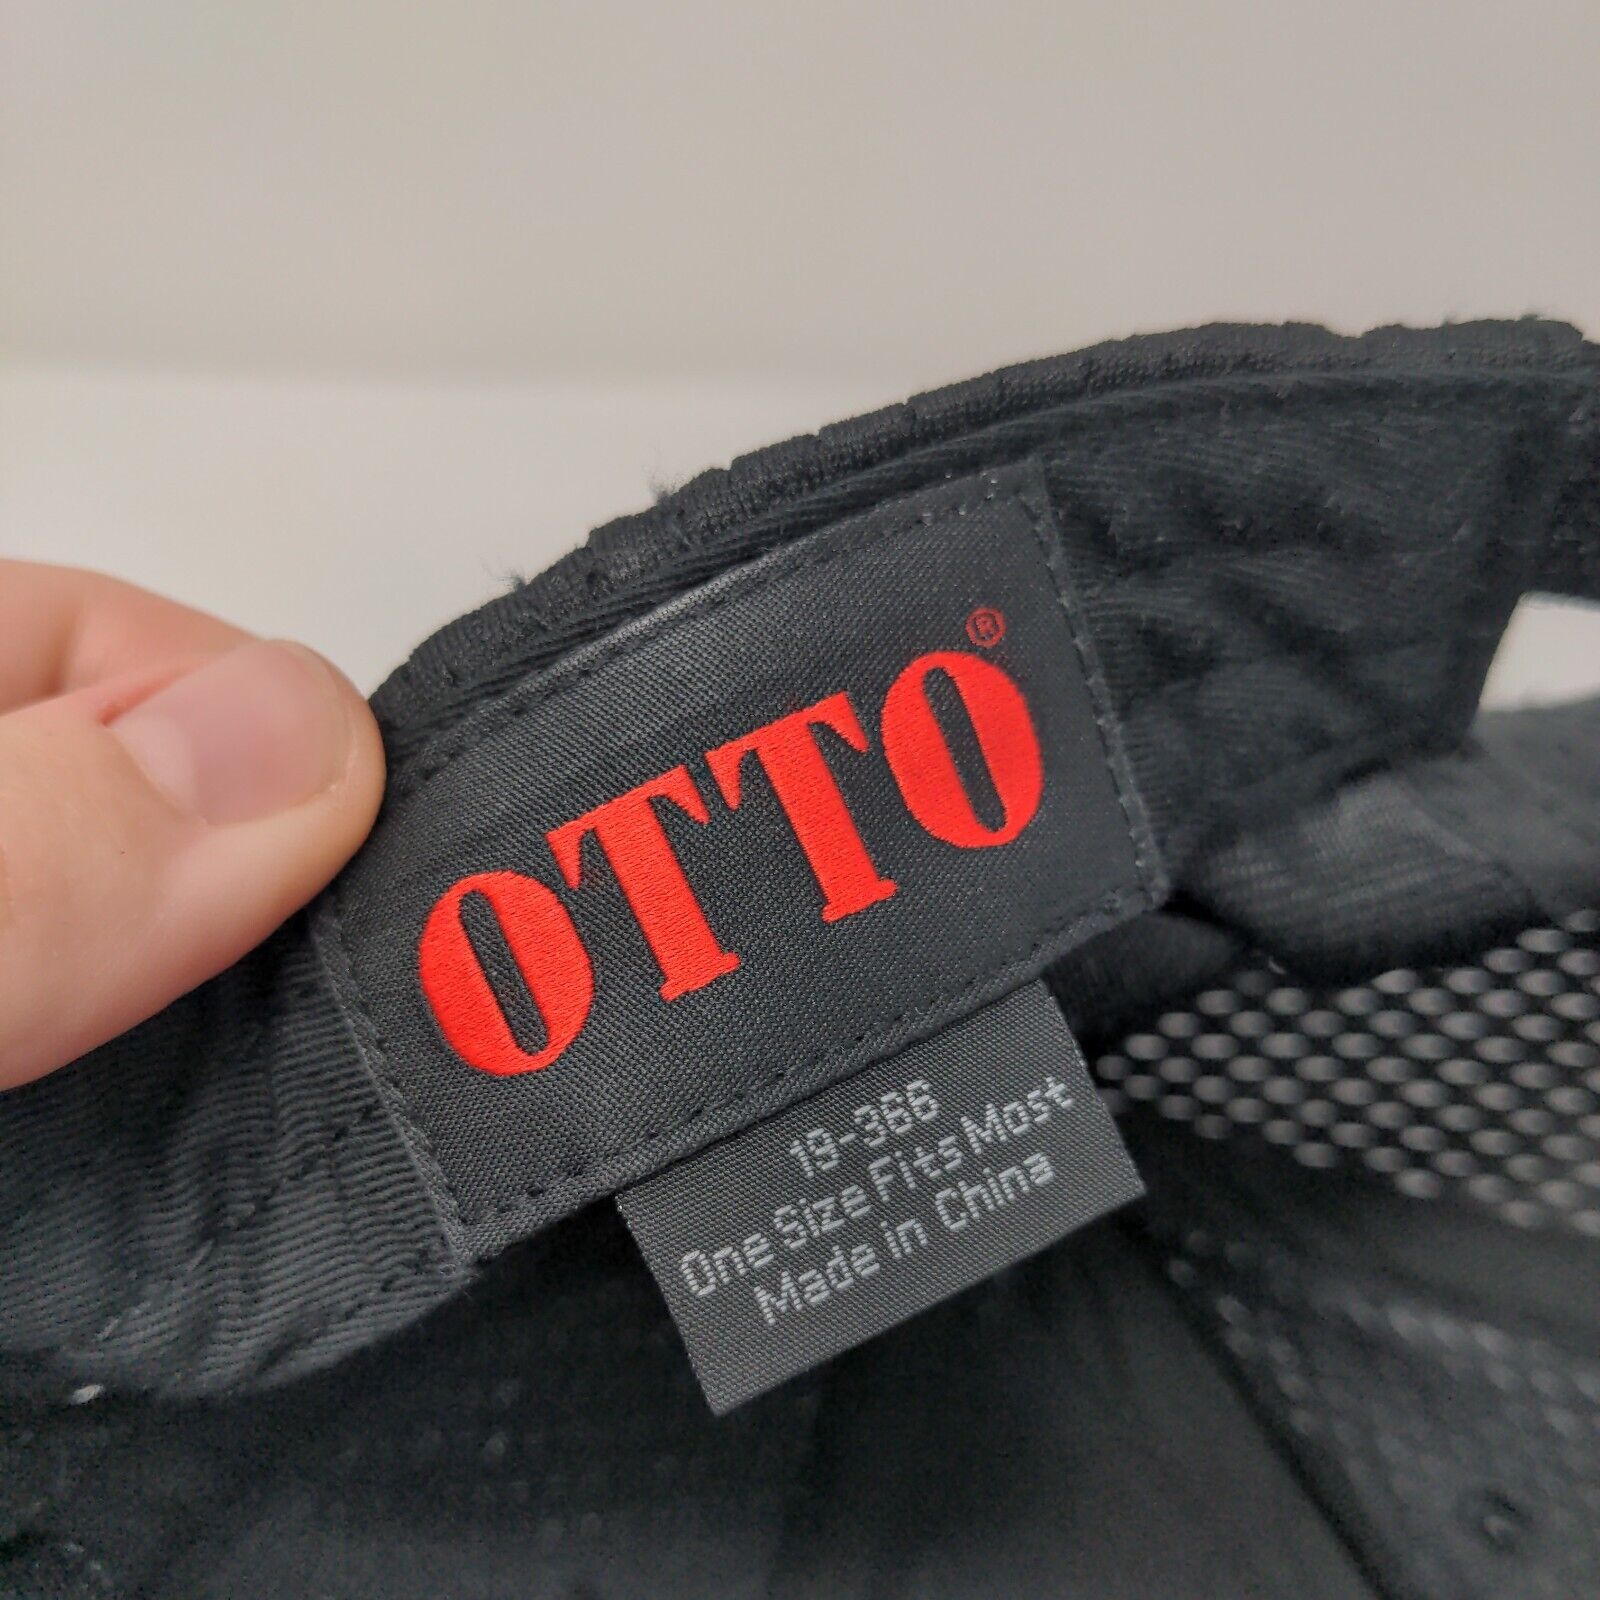 OTTO®
19-366
One Size Fits Most
Made in China